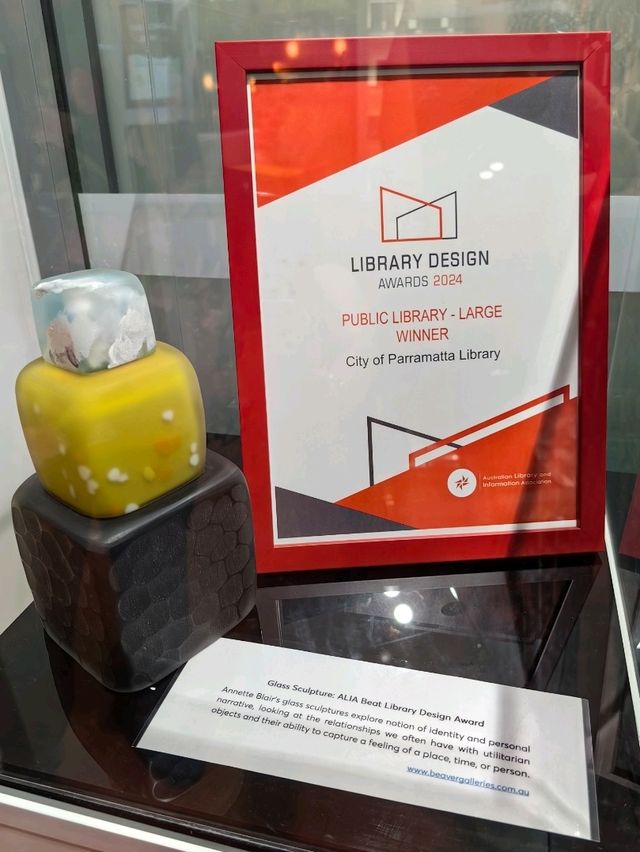 LIBRARY DESIGN
AWARDS 2024
PUBLIC LIBRARY - LARGE
WINNER
City of Parramatta Library
Australian Library and
Information Association
Glass Sculpture: ALIA Beat Library Design Award
Annette Blair's glass sculptures explore notion of identity and personal
narrative, looking at the relationships we often have with utilitarian
objects and their ability to capture a feeling of a place, time, or person.
www.beavergalleries.com.au